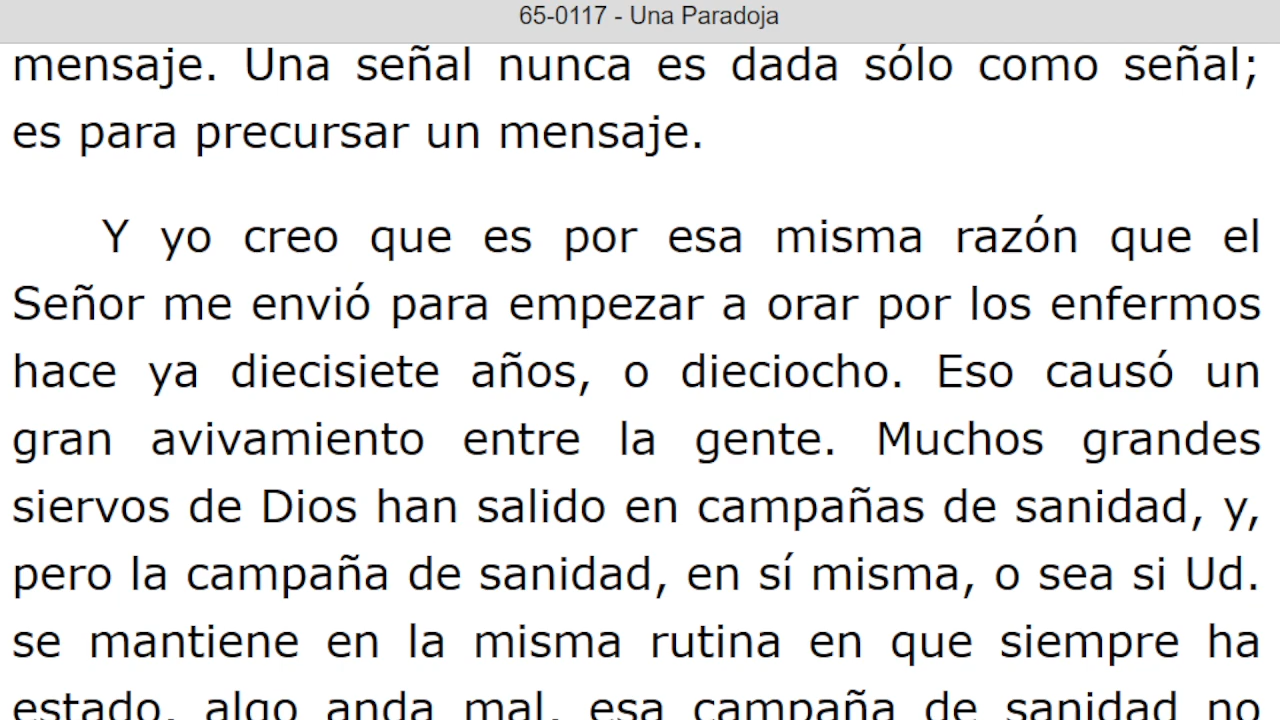 65-0117 - Una Paradoja
mensaje. Una señal nunca es dada sólo como señal;
es para precursar un mensaje.
Y yo creo que es por esa misma razón que el
Señor me envió para empezar a orar por los enfermos
hace ya diecisiete años, o dieciocho. Eso causó un
gran avivamiento entre la gente. Muchos grandes
siervos de Dios han salido en campañas de sanidad, y,
pero la campaña de sanidad, en sí misma, o sea si Ud.
se mantiene en la misma rutina en que siempre ha
estado, algo anda mal, esa campaña de sanidad no